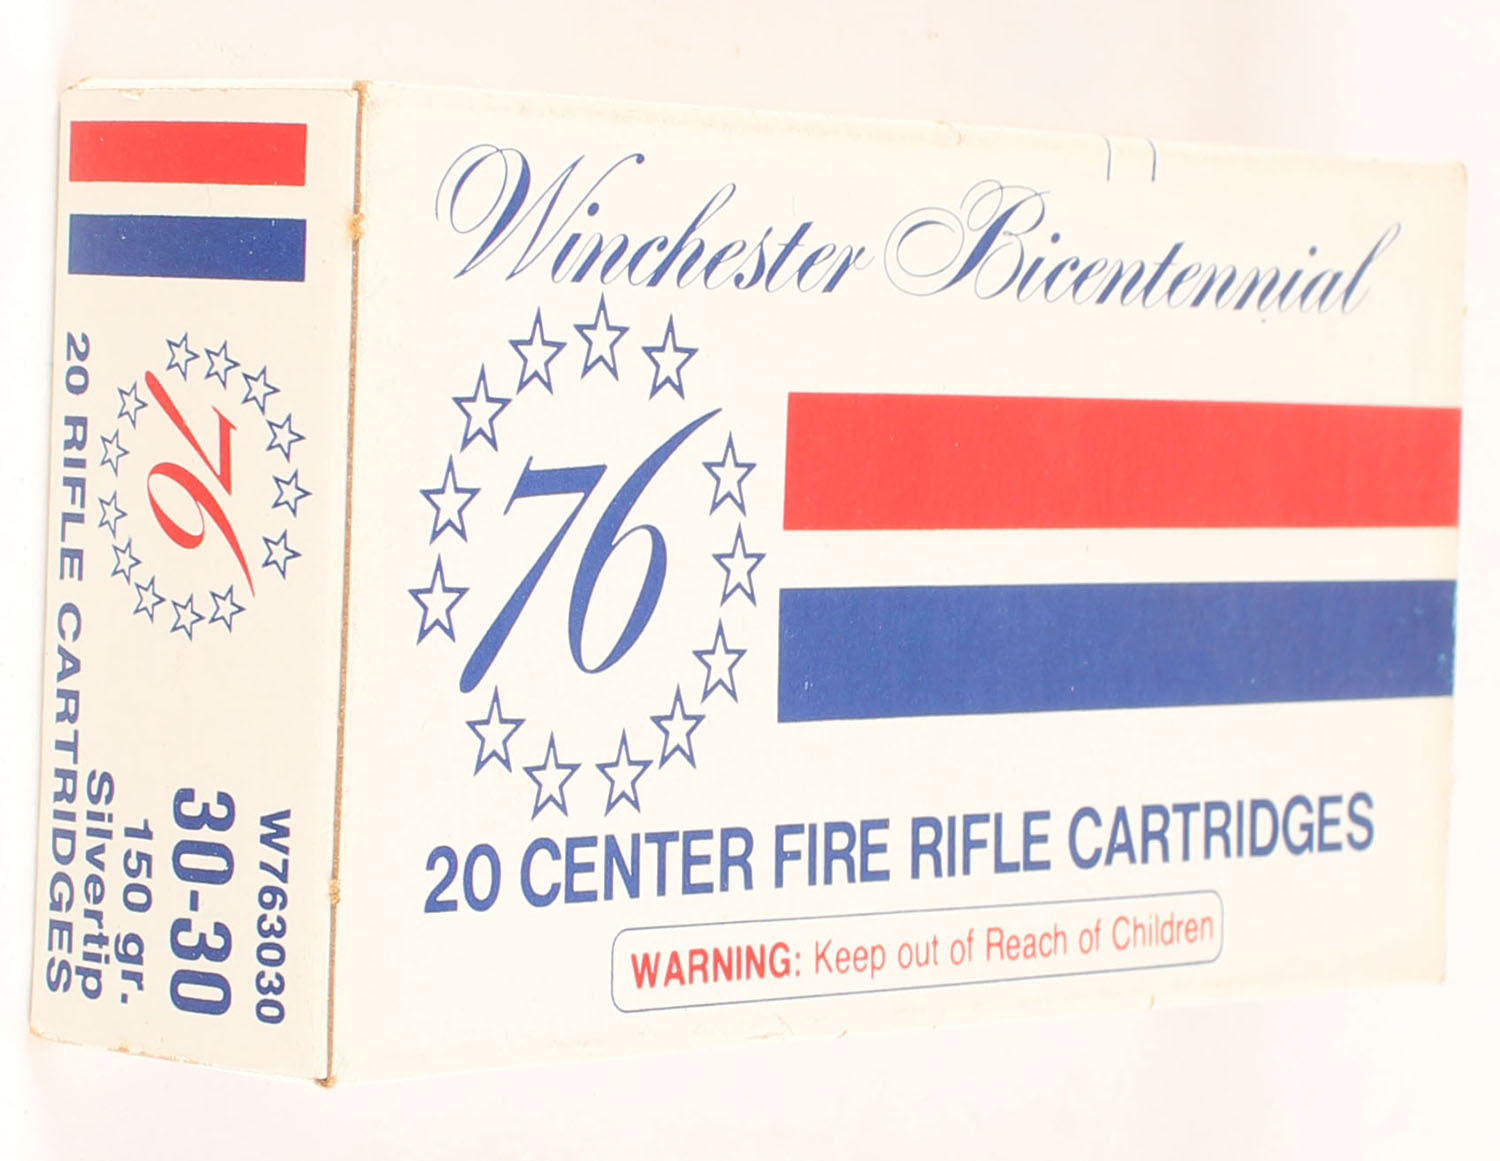 Winchester Bicentennial
76
20 CENTER FIRE RIFLE CARTRIDGES
WARNING: Keep out of Reach of Children
76
W763030
30-30
150 gr.
Silvertip
20 RIFLE CARTRIDGES